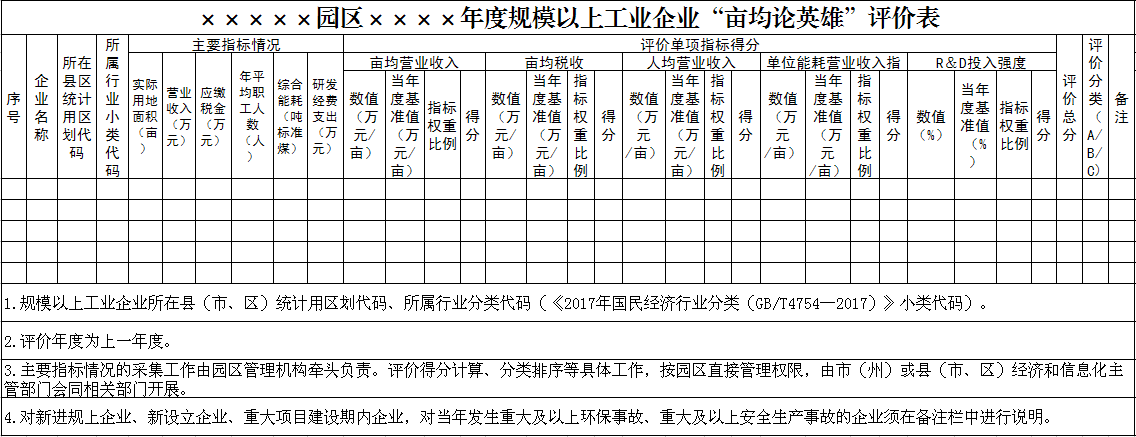 ×××××园区××××年度规模以上工业企业“亩均论英雄”评价表
序号
企业名称
所在县区统计用区划代码
所属行业小类代码
主要指标情况
实际用地面积（亩）
营业收入（万元）
应缴税金（万元）
年平均职工人数（人）
综合能耗（吨标准煤）
研发经费支出（万元）
评价单项指标得分
亩均营业收入
数值（万元/亩）
当年度基准值（万元/亩）
指标权重比例
得分
亩均税收
数值（万元/亩）
当年度基准值（万元/亩）
指标权重比例
得分
人均营业收入
数值（万元/亩）
当年度基准值（万元/亩）
指标权重比例
得分
单位能耗营业收入指
数值（万元/亩）
当年度基准值（万元/亩）
指标权重比例
得分
R＆D投入强度
数值（%）
当年度基准值（%）
指标权重比例
得分
评价总分
评价分类（A/B/C）
备注
1.规模以上工业企业所在县（市、区）统计用区划代码、所属行业分类代码（《2017年国民经济行业分类（GB/T4754—2017）》小类代码）。
2.评价年度为上一年度。
3.主要指标情况的采集工作由园区管理机构牵头负责。评价得分计算、分类排序等具体工作，按园区直接管理权限，由市（州）或县（市、区）经济和信息化主
管部门会同相关部门开展。
4.对新进规上企业、新设立企业、重大项目建设期内企业，对当年发生重大及以上环保事故、重大及以上安全生产事故的企业须在备注栏中进行说明。